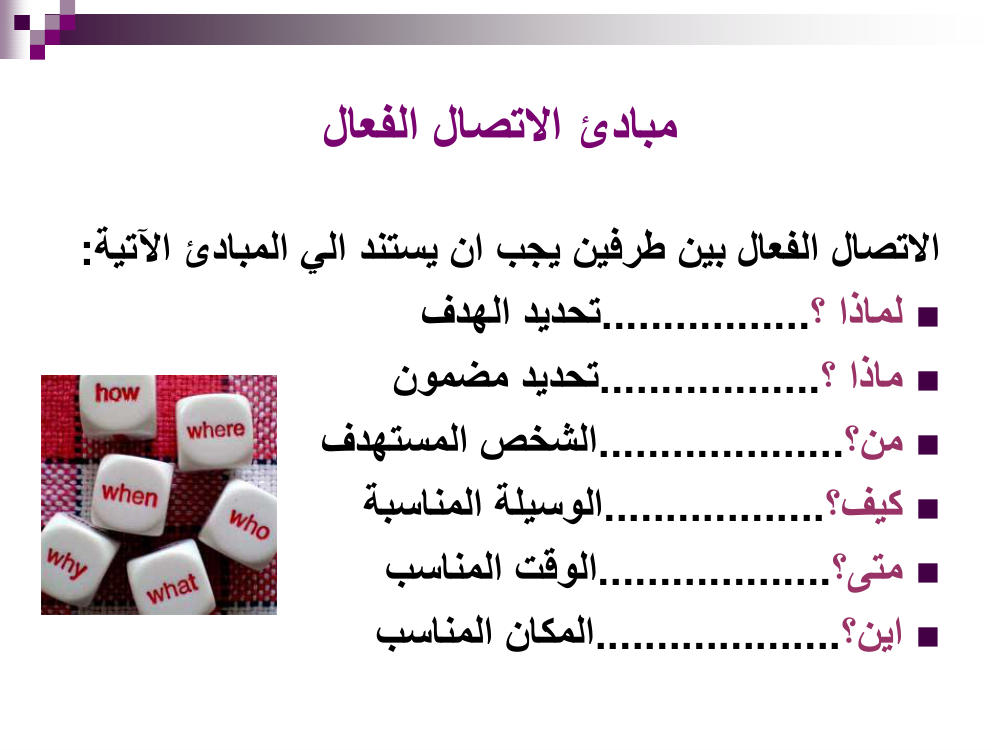 مبادئ الاتصال الفعال
الاتصال الفعال بين طرفين يجب ان يستند الي المبادئ الآتية:
لماذا ؟.................تحديد الهدف
ماذا ؟..................تحديد مضمون
من؟....................الشخص المستهدف
كيف؟..................الوسيلة المناسبة
متى؟...................الوقت المناسب
اين؟....................المكان المناسب
how
where
when
who
why
what